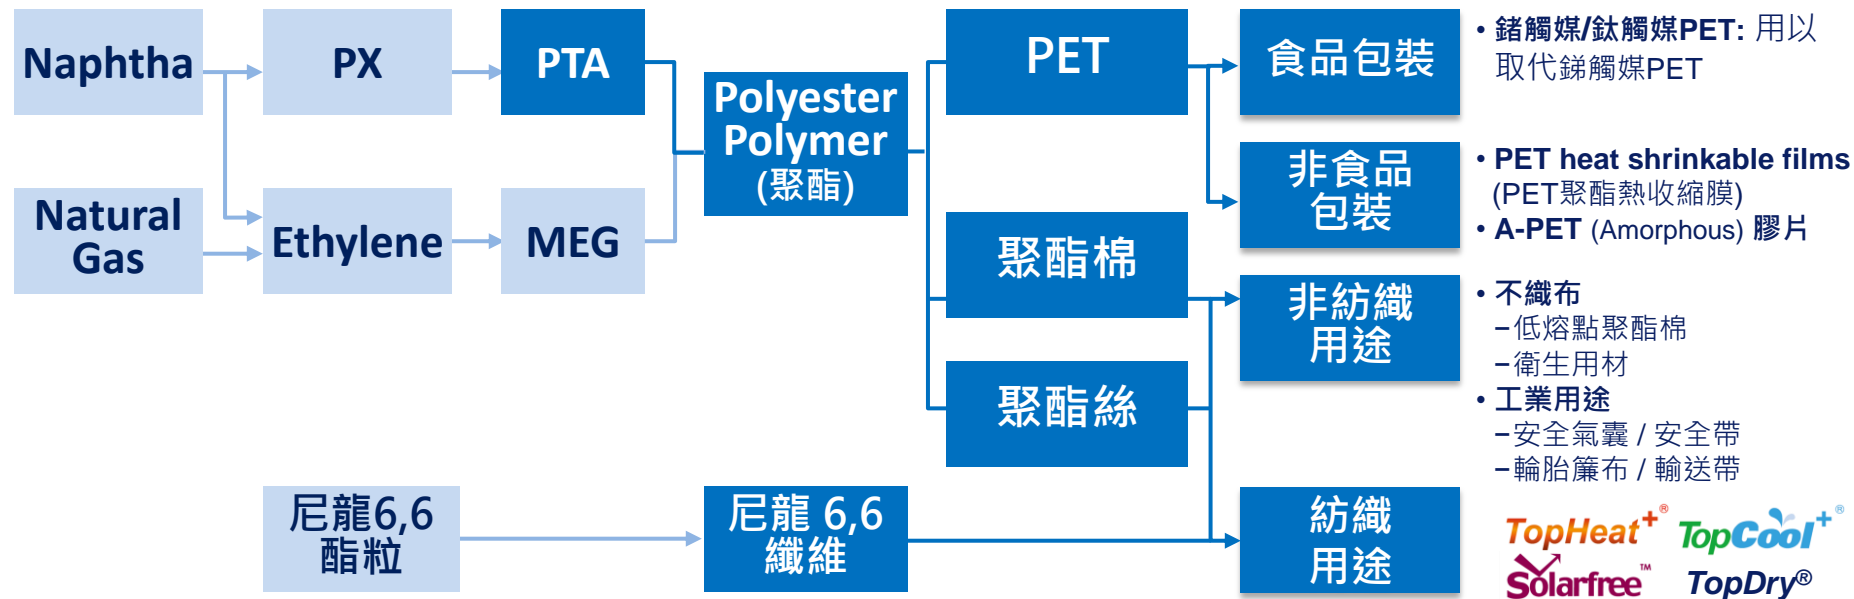 Naphtha
PX
PTA
Natural
Gas
Ethylene
MEG
Polyester
Polymer
(聚酯)
PET
聚酯棉
聚酯絲
尼龍6,6
酯粒
尼龍 6,6
纖維
食品包裝
非食品
包裝
非紡織
用途
紡織
用途
• 鍺觸媒/鈦觸媒PET: 用以
取代銻觸媒PET
• PET heat shrinkable films
(PET聚酯熱收縮膜)
• A-PET (Amorphous) 膠片
• 不織布
–低熔點聚酯棉
–衛生用材
• 工業用途
–安全氣囊 / 安全帶
–輪胎簾布 / 輸送帶
TopHeat+®
TopCool+®
Solarfree™
TopDry®